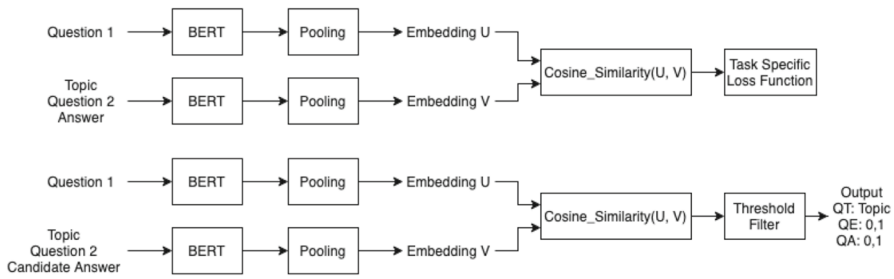 Question 1
BERT
Pooling
Embedding U
Topic
Question 2
Answer
BERT
Pooling
Embedding V
Cosine_Similarity(U, V)
Task Specific
Loss Function
Question 1
BERT
Pooling
Embedding U
Topic
Question 2
Candidate Answer
BERT
Pooling
Embedding V
Cosine_Similarity(U, V)
Threshold
Filter
Output
QT: Topic
QE: 0,1
QA: 0,1